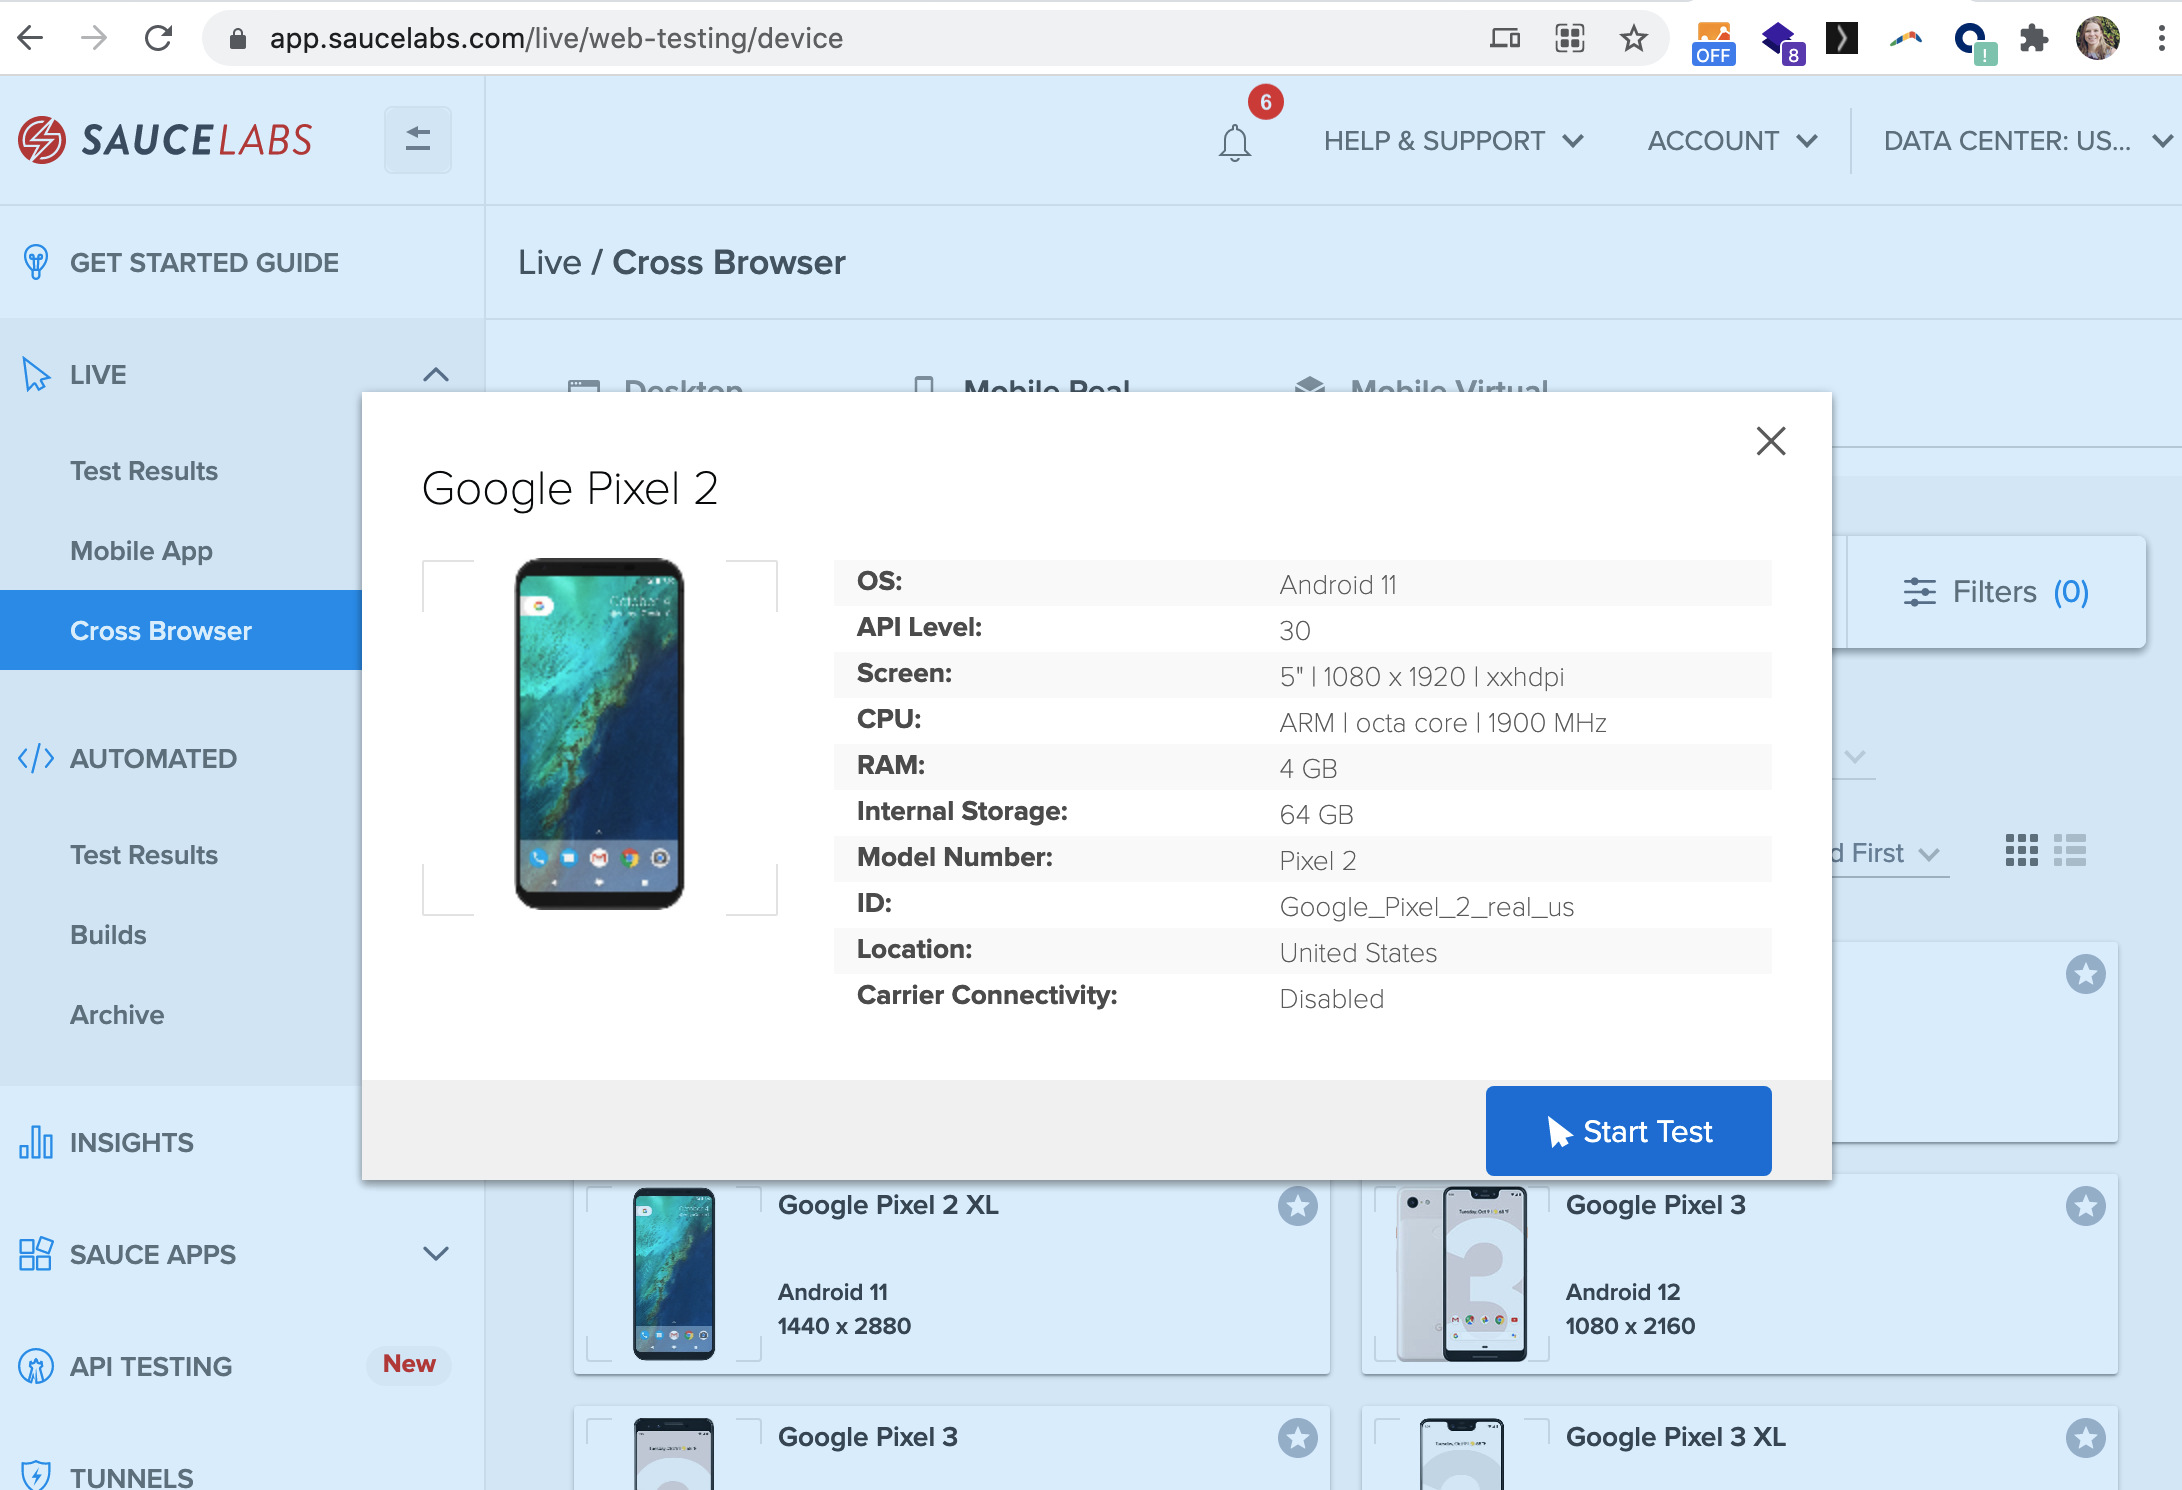 app.saucelabs.com/live/web-testing/device
OFF
8
!
SAUCELABS
6
HELP & SUPPORT
ACCOUNT
DATA CENTER: US...
GET STARTED GUIDE
Live / Cross Browser
LIVE
Desktop
Mobile Real
Mobile Virtual
Test Results
Mobile App
Cross Browser
AUTOMATED
Test Results
Builds
Archive
INSIGHTS
SAUCE APPS
API TESTING
New
TUNNELS
Google Pixel 2
OS: Android 11
API Level: 30
Screen: 5" | 1080 x 1920 | xxhdpi
CPU: ARM | octa core | 1900 MHz
RAM: 4 GB
Internal Storage: 64 GB
Model Number: Pixel 2
ID: Google_Pixel_2_real_us
Location: United States
Carrier Connectivity: Disabled
Start Test
Filters (0)
d First
Google Pixel 2 XL
Android 11
1440 x 2880
Google Pixel 3
Android 12
1080 x 2160
Google Pixel 3
Google Pixel 3 XL